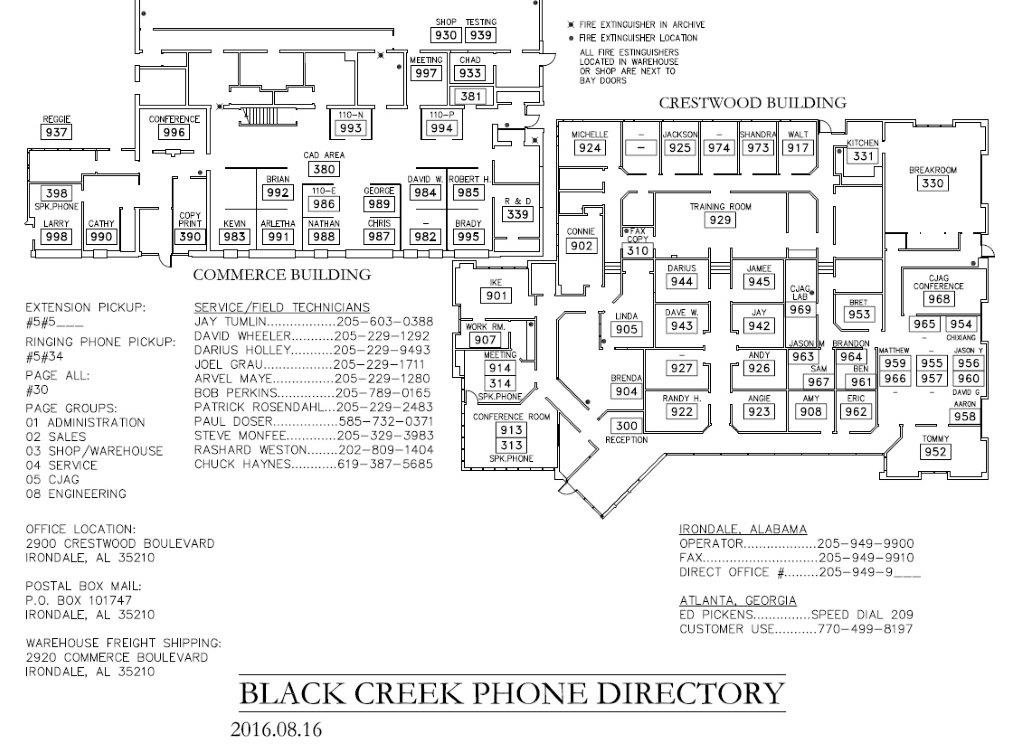 SHOP TESTING
930 939
FIRE EXTINGUISHER IN ARCHIVE
FIRE EXTINGUISHER LOCATION
ALL FIRE ESTINGUISHERS
LOCATED IN WAREHOUSE
OR SHOP ARE NEXT TO
BAY DOORS
MEETING
997
CHAD
933
381
REGGIE
937
CONFERENCE
996
110-N
993
110-P
994
CAD AREA
380
398
SPK.PHONE
LARRY
998
CATHY
990
COPY
PRINT
390
BRIAN
992
110-E
986
GEORGE
989
DAVID W.
984
ROBERT H.
985
R & D
339
KEVIN
983
ARLETHA
991
NATHAN
988
CHRIS
987
-
982
BRADY
995
COMMERCE BUILDING
CRESTWOOD BUILDING
MICHELLE
924
-
-
JACKSON
925
-
974
SHANDRA
973
WALT
917
KITCHEN
331
BREAKROOM
330
TRAINING ROOM
929
CONNIE
902
FAX
COPY
310
IKE
901
DARIUS
944
JAMEE
945
CJAG
LAB
969
CJAG
CONFERENCE
968
WORK RM.
907
LINDA
905
DAVE W.
943
JAY
942
BRET
953
965
-
954
CHIXIANG
MEETING
914
314
SPK.PHONE
-
927
ANDY
926
JASON M
963
BRANDON
964
SAM
967
BEN
961
MATTHEW
959
966
-
955
957
-
JASON Y
956
960
DAVID G
BRENDA
904
RANDY H.
922
ANGIE
923
AMY
908
ERIC
962
AARON
958
CONFERENCE ROOM
913
313
SPK.PHONE
300
RECEPTION
TOMMY
952
EXTENSION PICKUP:
#5#5___
RINGING PHONE PICKUP:
#5#34
PAGE ALL:
#30
PAGE GROUPS:
01 ADMINISTRATION
02 SALES
03 SHOP/WAREHOUSE
04 SERVICE
05 CJAG
08 ENGINEERING
SERVICE/FIELD TECHNICIANS
JAY TUMLIN.................205-603-0388
DAVID WHEELER...........205-229-1292
DARIUS HOLLEY...........205-229-9493
JOEL GRAU.................205-229-1711
ARVEL MAYE...............205-229-1280
BOB PERKINS..............205-789-0165
PATRICK ROSENDAHL...205-229-2483
PAUL DOSER................585-732-0371
STEVE MONFEE...........205-329-3983
RASHARD WESTON.......202-809-1404
CHUCK HAYNES...........619-387-5685
OFFICE LOCATION:
2900 CRESTWOOD BOULEVARD
IRONDALE, AL 35210
POSTAL BOX MAIL:
P.O. BOX 101747
IRONDALE, AL 35210
WAREHOUSE FREIGHT SHIPPING:
2920 COMMERCE BOULEVARD
IRONDALE, AL 35210
IRONDALE, ALABAMA
OPERATOR...................205-949-9900
FAX..............................205-949-9910
DIRECT OFFICE #.........205-949-9___
ATLANTA, GEORGIA
ED PICKENS...............SPEED DIAL 209
CUSTOMER USE...........770-499-8197
BLACK CREEK PHONE DIRECTORY
2016.08.16